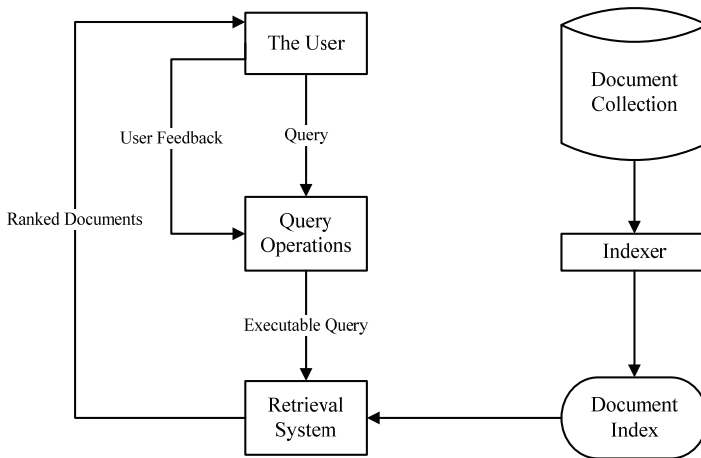 The User
Document
Collection
User Feedback
Query
Ranked Documents
Query
Operations
Indexer
Executable Query
Retrieval
System
Document
Index